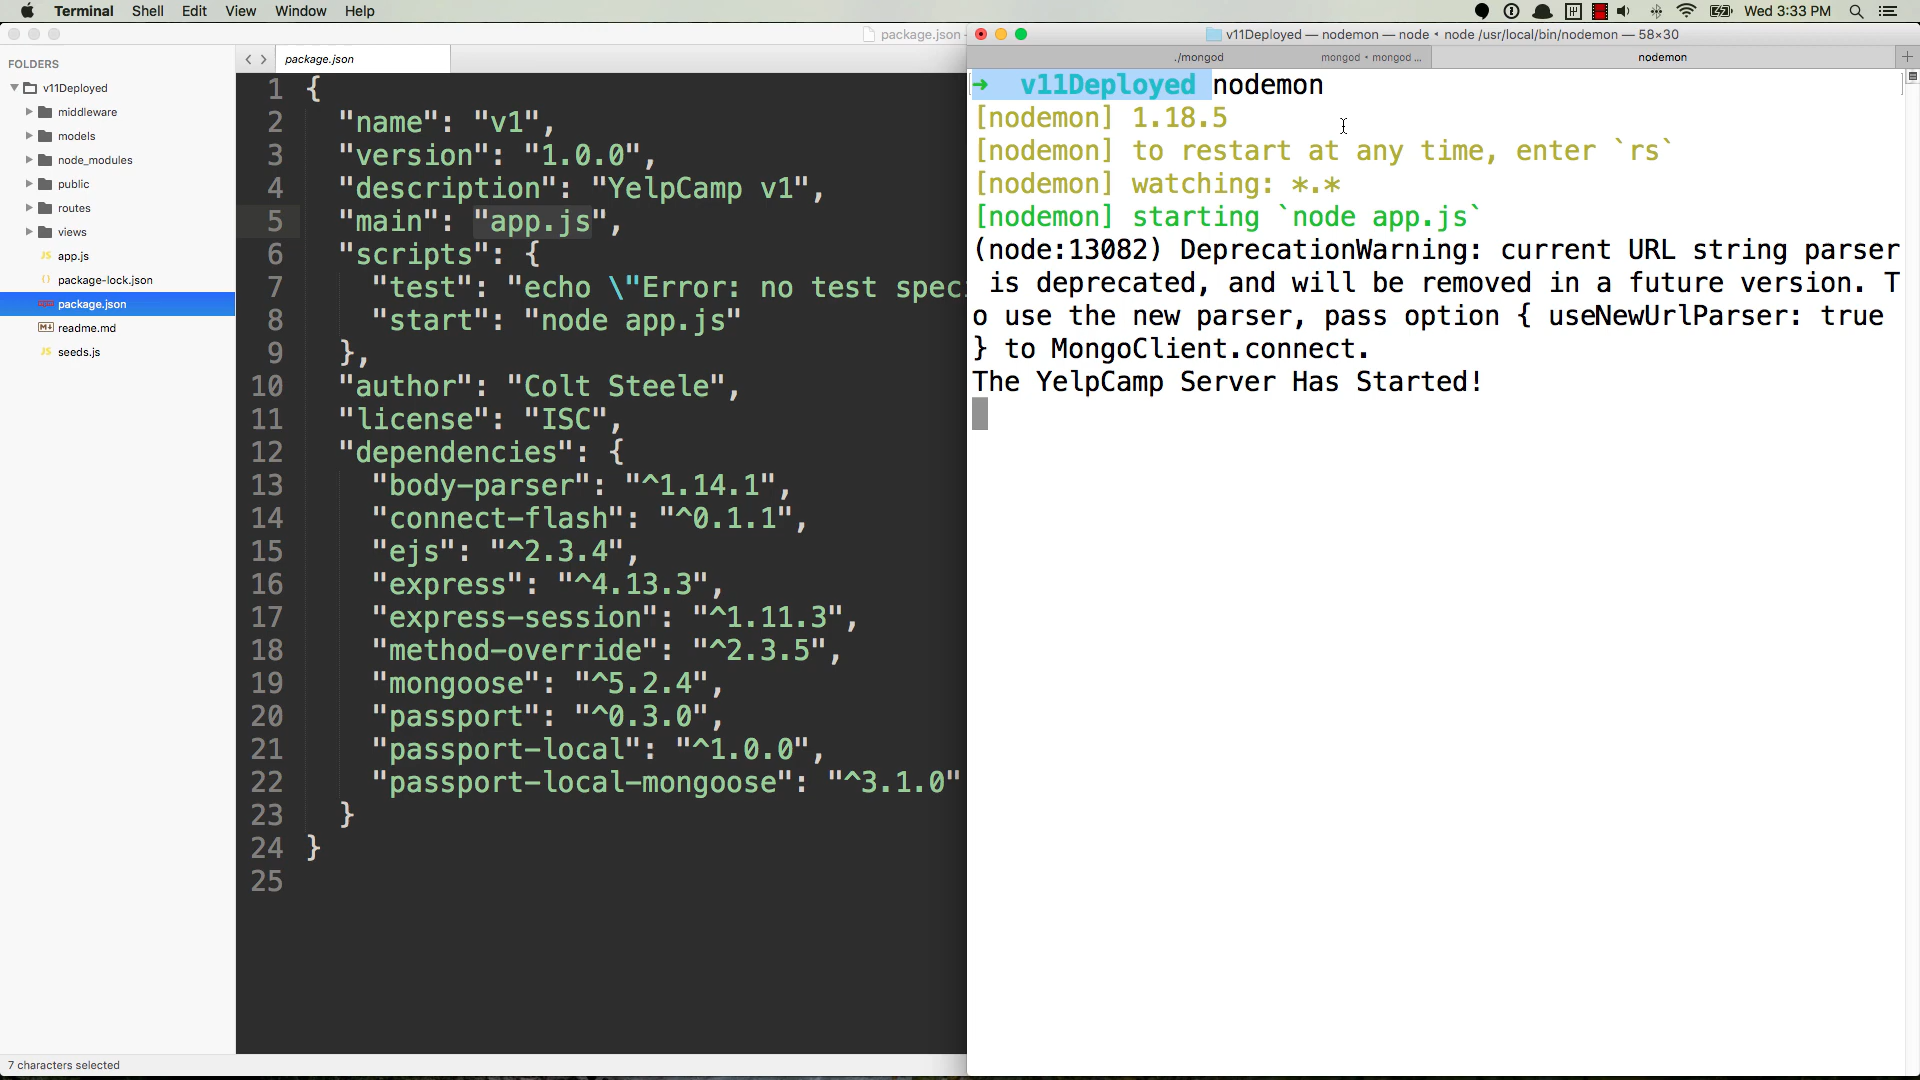 Terminal Shell Edit View Window Help Wed 3:33 PM
package.json
v11Deployed — nodemon — node • node /usr/local/bin/nodemon — 58×30
FOLDERS
v11Deployed
middleware
models
node_modules
public
routes
views
JS app.js
{} package-lock.json
package.json
readme.md
JS seeds.js
package.json
1 {
2 "name": "v1",
3 "version": "1.0.0",
4 "description": "YelpCamp v1",
5 "main": "app.js",
6 "scripts": {
7 "test": "echo \"Error: no test spec
8 "start": "node app.js"
9 },
10 "author": "Colt Steele",
11 "license": "ISC",
12 "dependencies": {
13 "body-parser": "^1.14.1",
14 "connect-flash": "^0.1.1",
15 "ejs": "^2.3.4",
16 "express": "^4.13.3",
17 "express-session": "^1.11.3",
18 "method-override": "^2.3.5",
19 "mongoose": "^5.2.4",
20 "passport": "^0.3.0",
21 "passport-local": "^1.0.0",
22 "passport-local-mongoose": "^3.1.0"
23 }
24 }
25
7 characters selected
./mongod mongod • mongod ... nodemon
→ v11Deployed nodemon
[nodemon] 1.18.5
[nodemon] to restart at any time, enter `rs`
[nodemon] watching: *.*
[nodemon] starting `node app.js`
(node:13082) DeprecationWarning: current URL string parser
is deprecated, and will be removed in a future version. T
o use the new parser, pass option { useNewUrlParser: true
} to MongoClient.connect.
The YelpCamp Server Has Started!